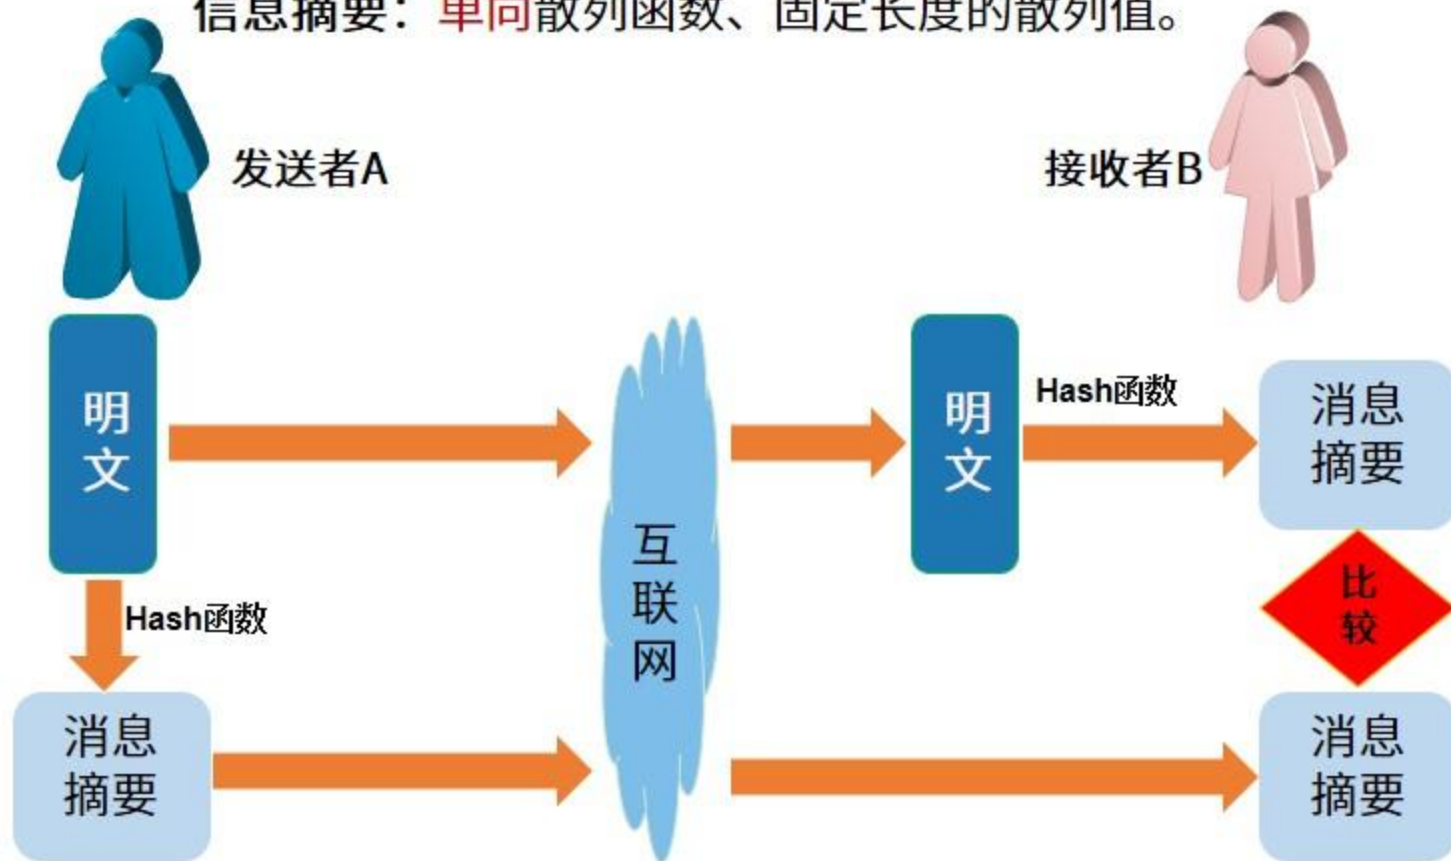 信息摘要：单向散列函数、固定长度的散列值。
发送者A
接收者B
明
文
明
文
Hash函数
消息
摘要
互
联
网
比
较
Hash函数
消息
摘要
消息
摘要